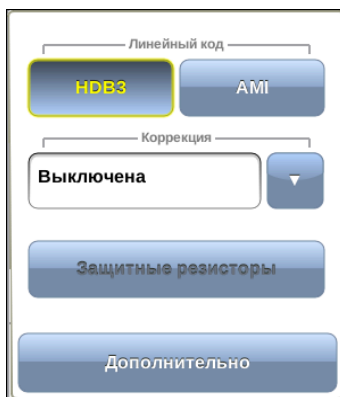 Линейный код
HDB3 AMI
Коррекция
Выключена
Защитные резисторы
Дополнительно